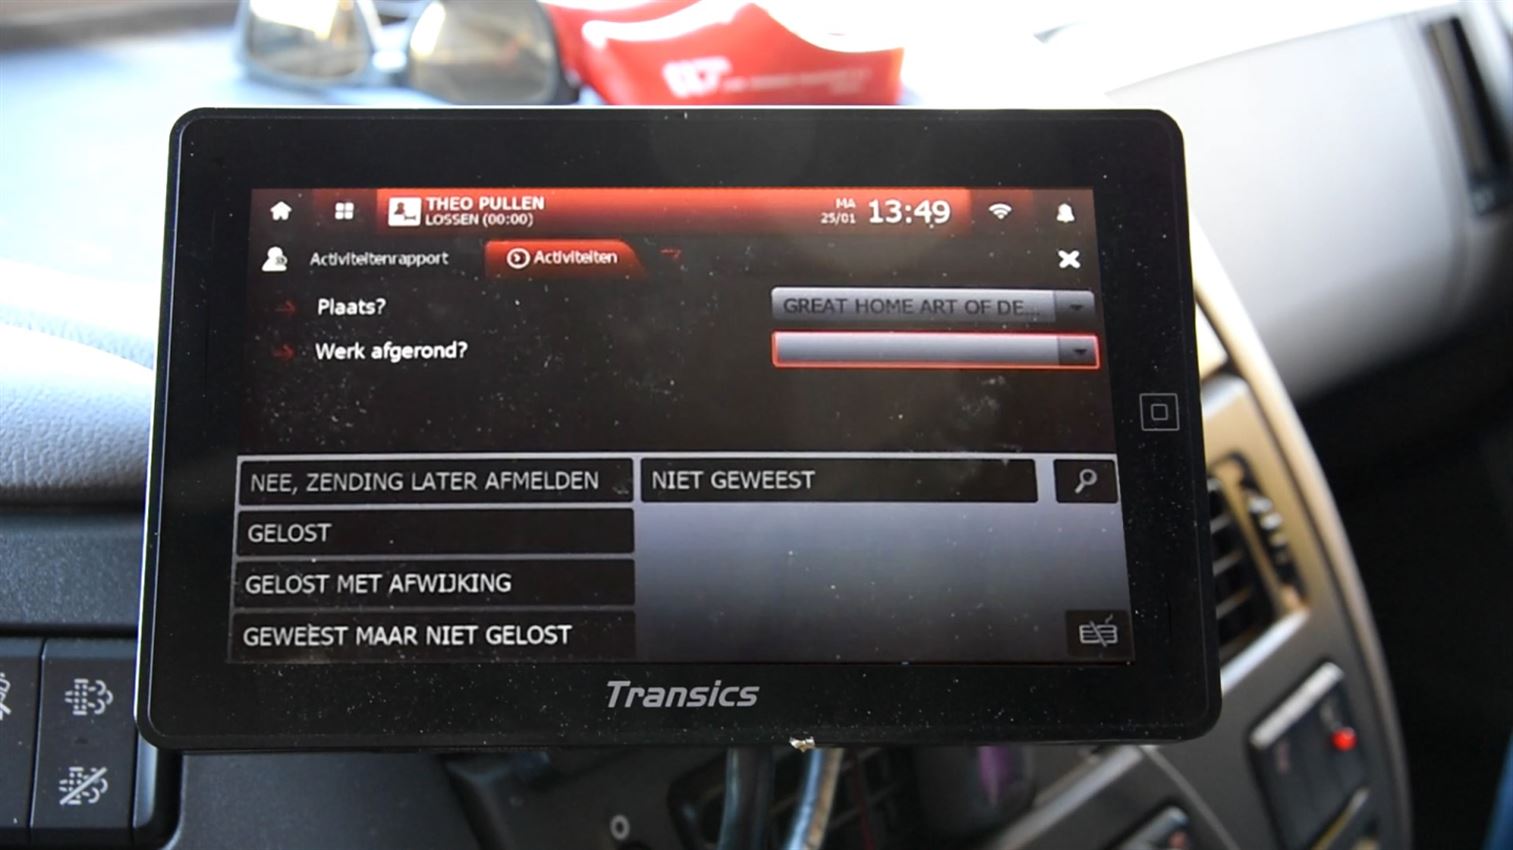 THEO PULLEN
LOSSEN (00:00)
MA
25/01
13:49
Activiteitenrapport
Activiteiten
Plaats?
GREAT HOME ART OF DE...
Werk afgerond?
NEE, ZENDING LATER AFMELDEN
NIET GEWEEST
GELOST
GELOST MET AFWIJKING
GEWEEST MAAR NIET GELOST
Transics